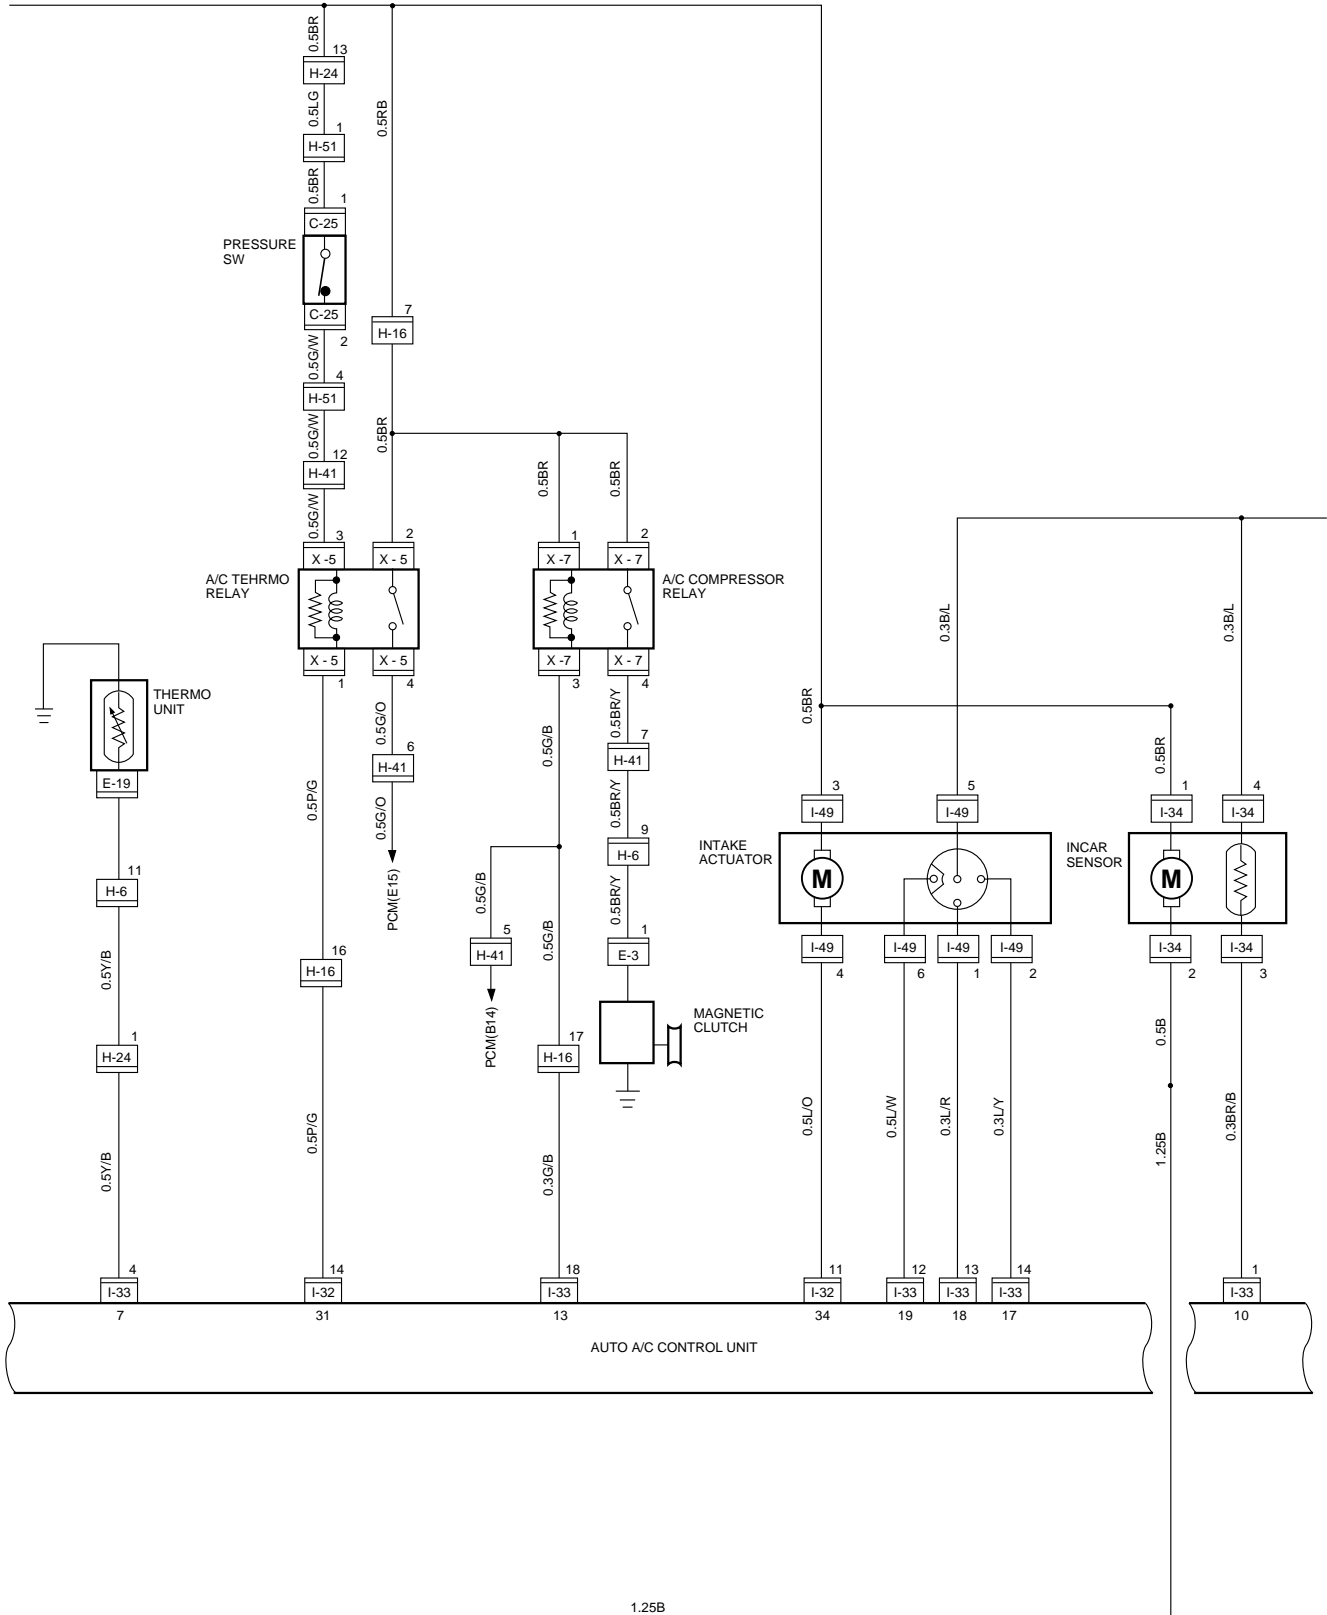 0.5BR
13
H-24
0.5LG
1
H-51
0.5BR
1
C-25
PRESSURE
SW
C-25
2
0.5G/W
4
H-51
0.5G/W
12
H-41
0.5G/W
3
X -5
0.5RB
7
H-16
0.5BR
2
X - 5
A/C TEHRMO
RELAY
X - 5
1
X - 5
4
0.5BR
1
X -7
0.5BR
2
X - 7
A/C COMPRESSOR
RELAY
X -7
3
X - 7
4
THERMO
UNIT
E-19
11
H-6
0.5Y/B
1
H-24
0.5Y/B
4
I-33
7
0.5P/G
16
H-16
0.5P/G
14
I-32
31
0.5G/O
6
H-41
0.5G/O
PCM(E15)
0.5G/B
0.5G/B
5
H-41
PCM(B14)
0.5G/B
17
H-16
0.3G/B
18
I-33
13
0.5BR/Y
7
H-41
0.5BR/Y
9
H-6
0.5BR/Y
1
E-3
MAGNETIC
CLUTCH
0.5BR
3
I-49
0.3B/L
5
I-49
INTAKE
ACTUATOR
M
I-49
4
I-49
6
I-49
1
I-49
2
0.5L/O
0.5L/W
0.3L/R
0.3L/Y
11
I-32
34
12
I-33
19
13
I-33
18
14
I-33
17
0.5BR
1
I-34
0.3B/L
4
I-34
INCAR
SENSOR
M
I-34
2
I-34
3
0.5B
1.25B
0.3BR/B
1
I-33
10
AUTO A/C CONTROL UNIT
1.25B